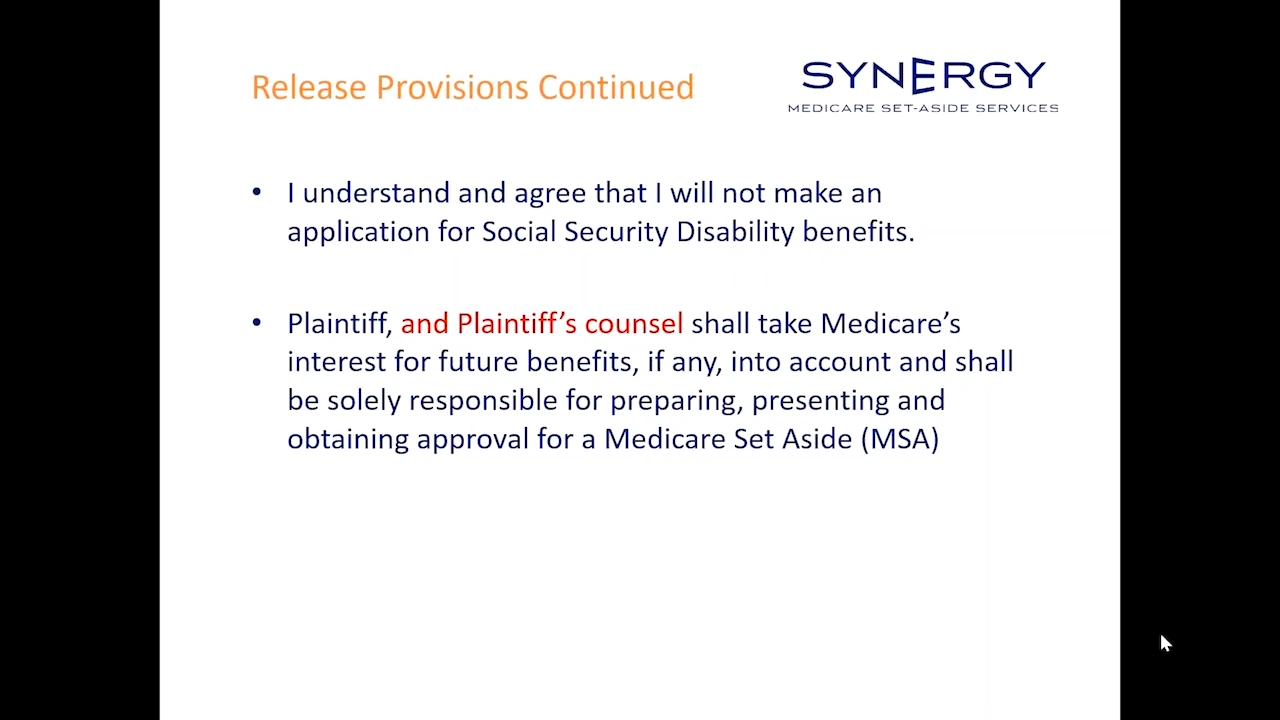 Release Provisions Continued
SYNERGY
MEDICARE SET-ASIDE SERVICES
• I understand and agree that I will not make an
application for Social Security Disability benefits.
• Plaintiff, and Plaintiff’s counsel shall take Medicare’s
interest for future benefits, if any, into account and shall
be solely responsible for preparing, presenting and
obtaining approval for a Medicare Set Aside (MSA)